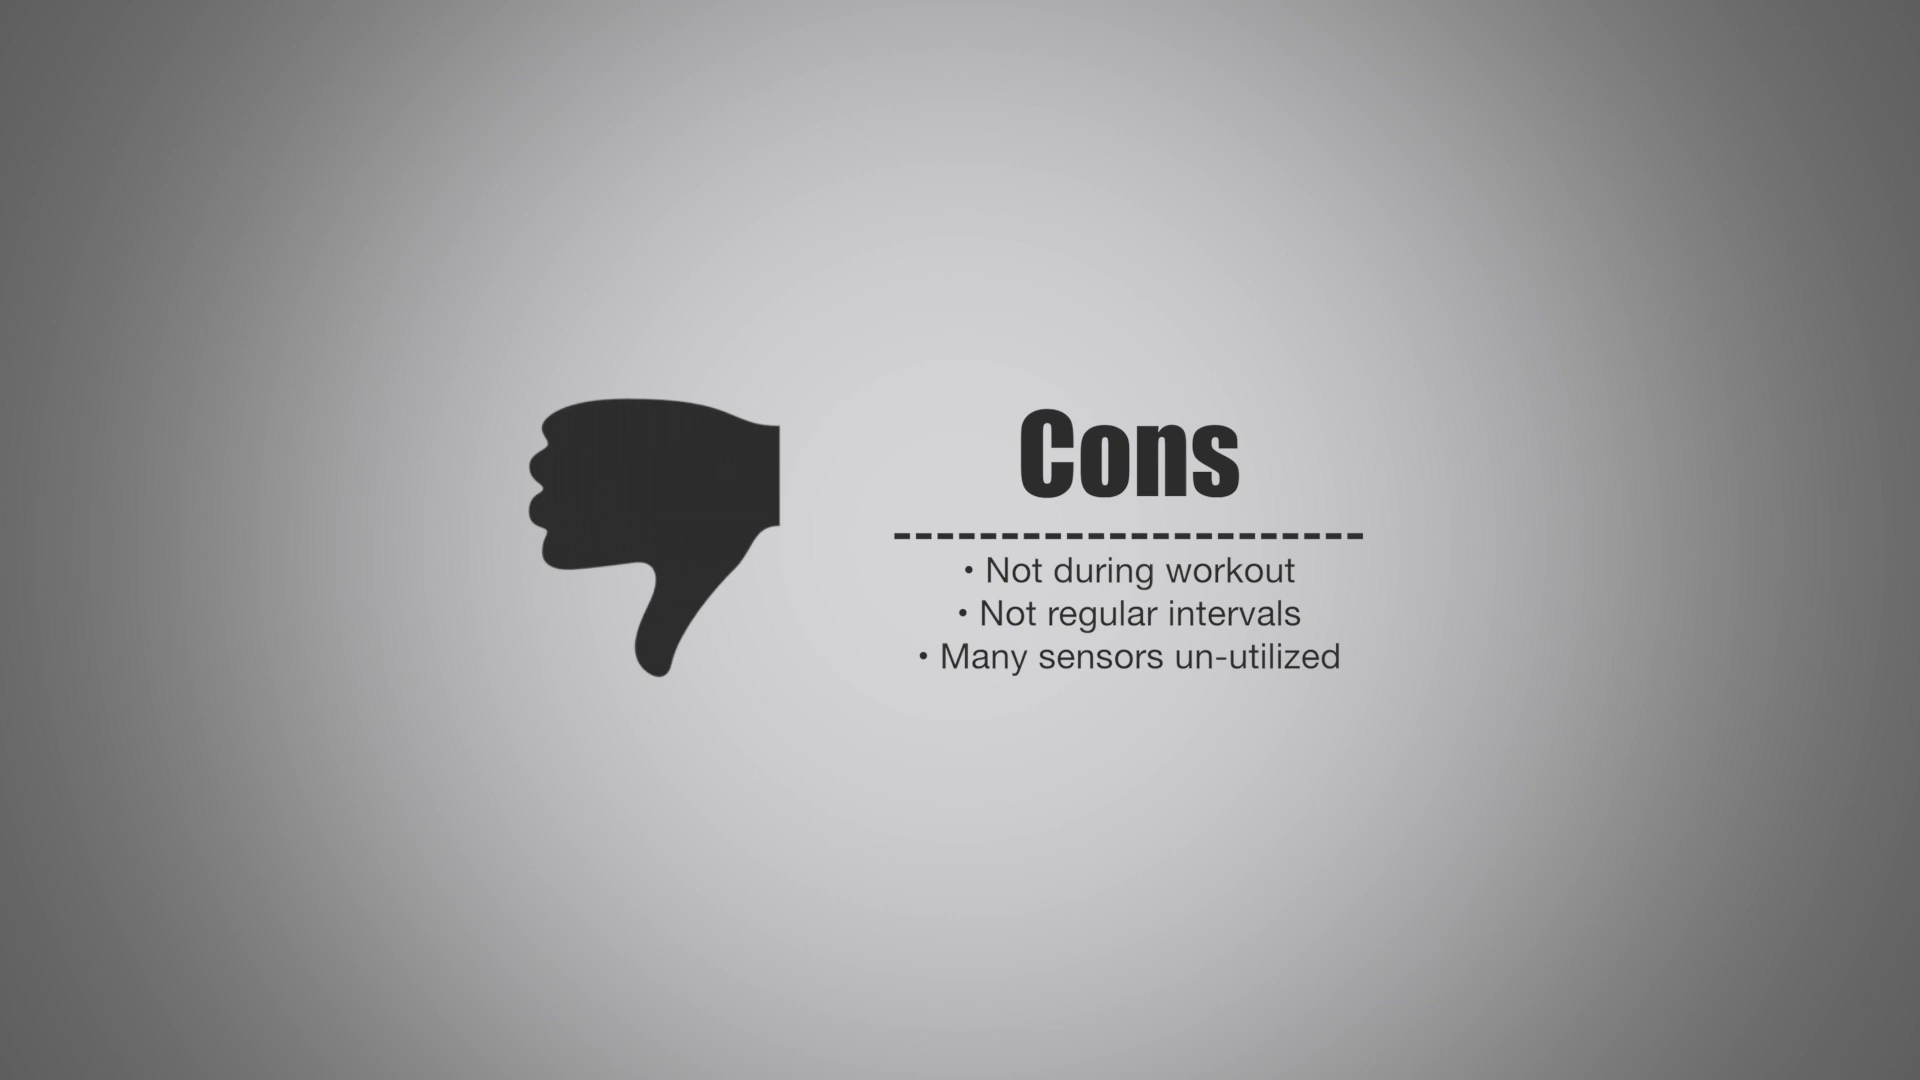 Cons
• Not during workout
• Not regular intervals
• Many sensors un-utilized